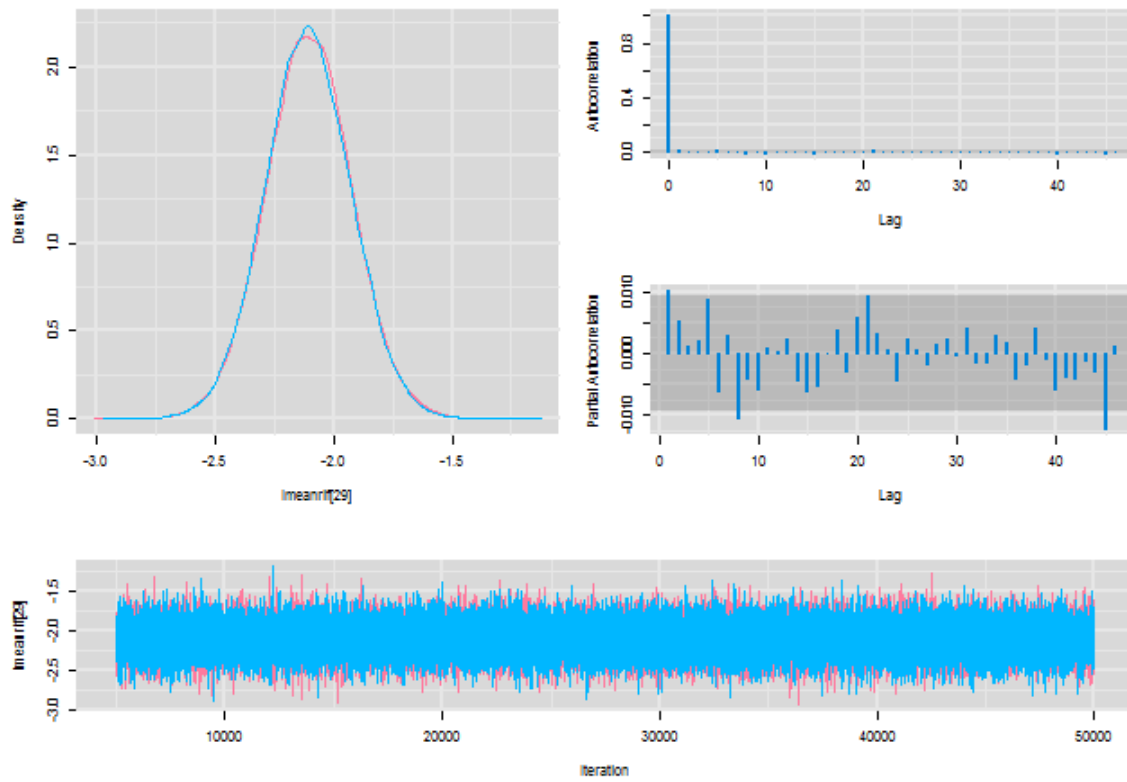 Density
0.0 0.5 1.0 1.5 2.0
-3.0 -2.5 -2.0 -1.5
lmeanrif[29]
Autocorrelation
0.0 0.4 0.8
0 10 20 30 40
Lag
Partial Autocorrelation
-0.010 0.000 0.010
0 10 20 30 40
Lag
lmeanrif[29]
-3.0 -2.5 -2.0 -1.5
10000 20000 30000 40000 50000
Iteration